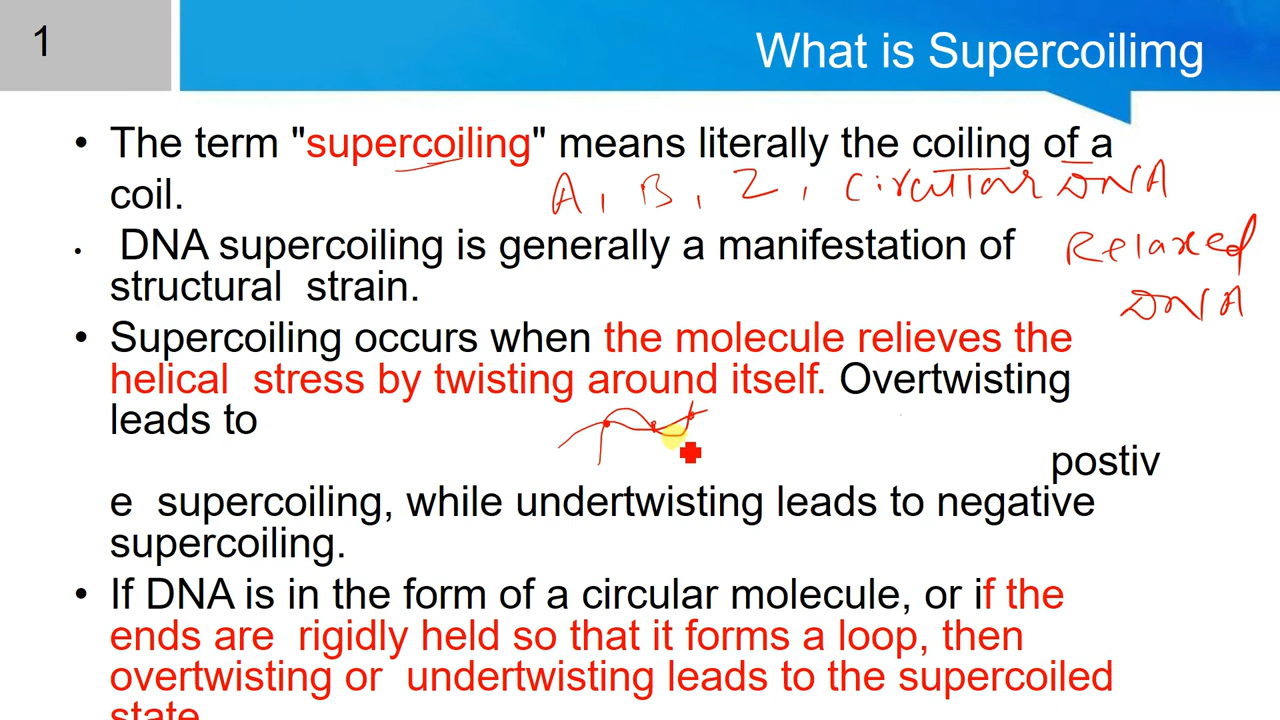 1
What is Supercoilimg
• The term "supercoiling" means literally the coiling of a
coil.
A, B, Z, Circular DNA
• DNA supercoiling is generally a manifestation of
structural strain.
Relaxed
DNA
• Supercoiling occurs when the molecule relieves the
helical stress by twisting around itself. Overtwisting
leads to
postiv
e supercoiling, while undertwisting leads to negative
supercoiling.
• If DNA is in the form of a circular molecule, or if the
ends are rigidly held so that it forms a loop, then
overtwisting or undertwisting leads to the supercoiled
state